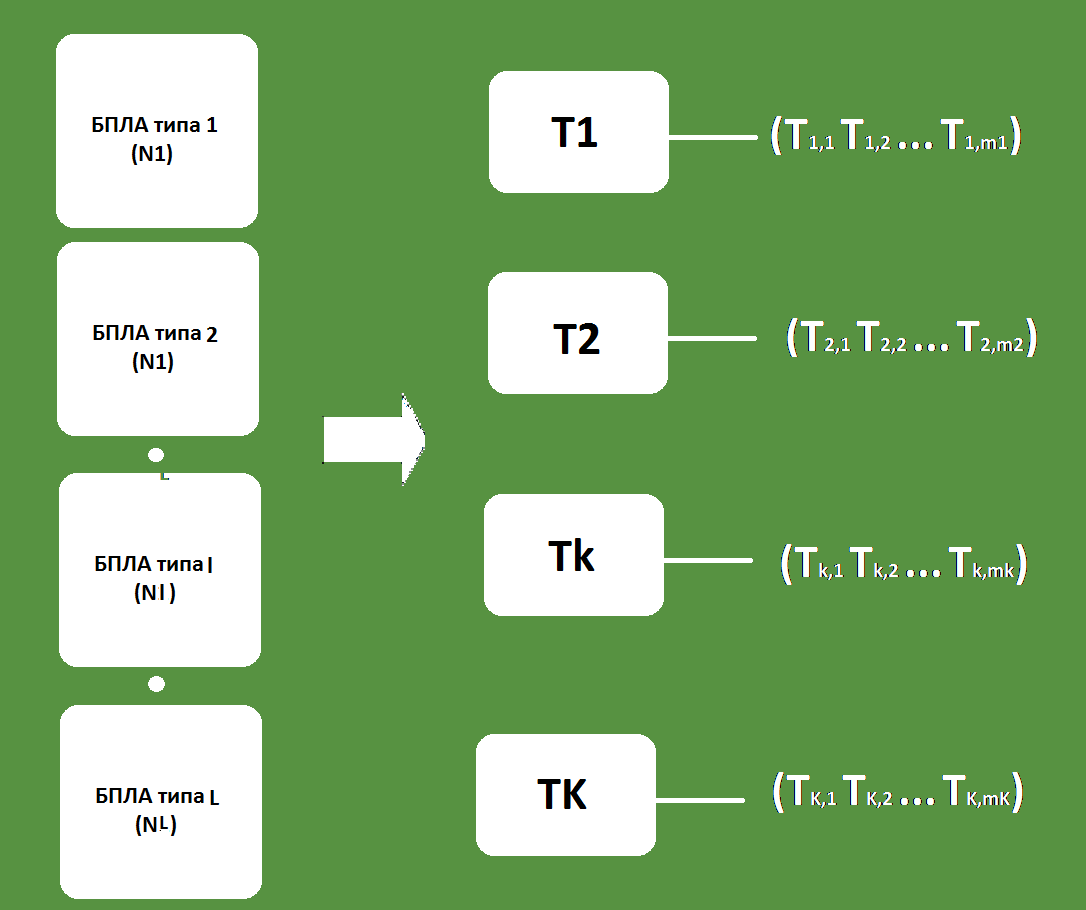 БПЛА типа 1
(N1)
T1
(T1,1 T1,2 ... T1,m1)
БПЛА типа 2
(N1)
T2
(T2,1 T2,2 ... T2,m2)
БПЛА типа l
(Nl)
Tk
(Tk,1 Tk,2 ... Tk,mk)
БПЛА типа L
(NL)
TK
(TK,1 TK,2 ... TK,mK)